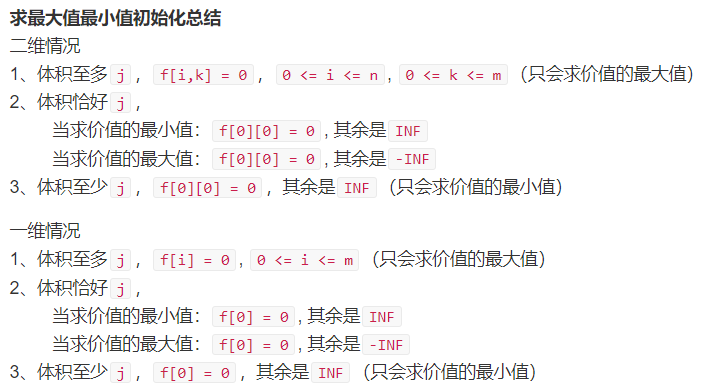 求最大值最小值初始化总结
二维情况
1、体积至多 j , f[i,k] = 0 , 0 <= i <= n , 0 <= k <= m （只会求价值的最大值）
2、体积恰好 j ,
当求价值的最小值： f[0][0] = 0 , 其余是 INF
当求价值的最大值： f[0][0] = 0 , 其余是 -INF
3、体积至少 j , f[0][0] = 0 ，其余是 INF （只会求价值的最小值）
一维情况
1、体积至多 j , f[i] = 0 , 0 <= i <= m （只会求价值的最大值）
2、体积恰好 j ,
当求价值的最小值： f[0] = 0 , 其余是 INF
当求价值的最大值： f[0] = 0 , 其余是 -INF
3、体积至少 j , f[0] = 0 ，其余是 INF （只会求价值的最小值）